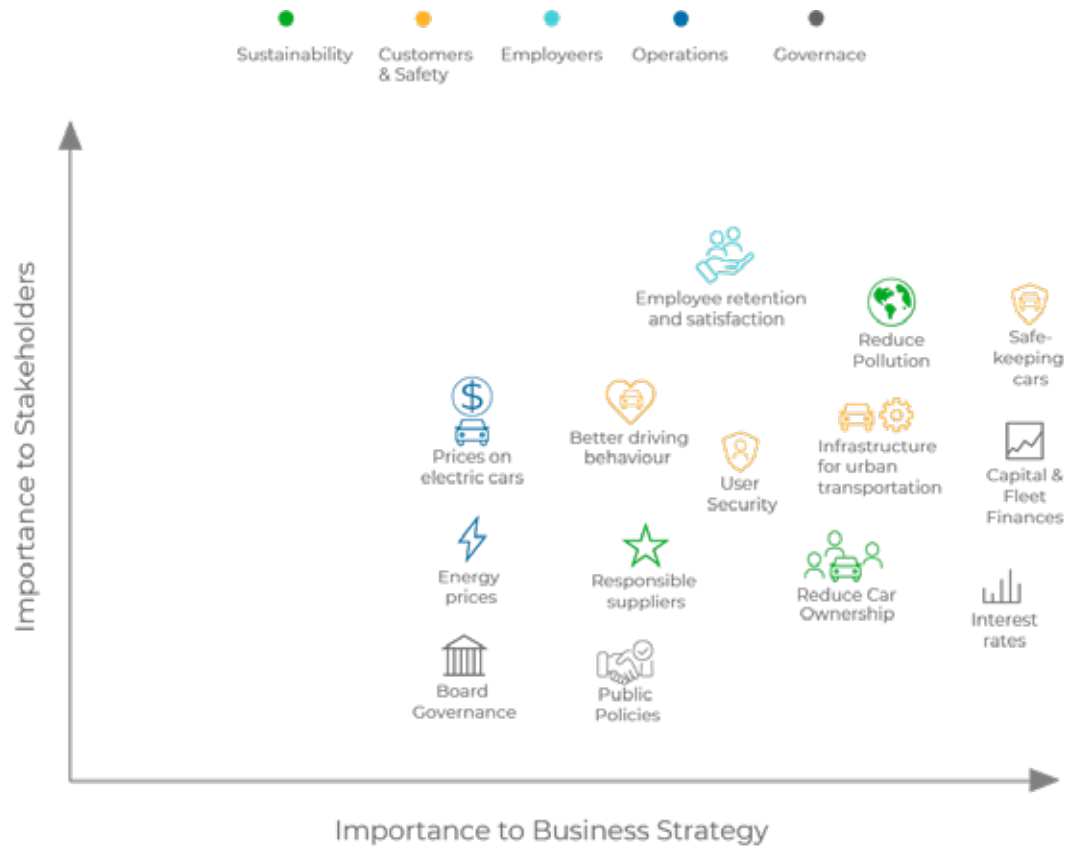 Sustainability
Customers
& Safety
Employeers
Operations
Governace
Importance to Stakeholders
Employee retention
and satisfaction
Reduce
Pollution
Safe-
keeping
cars
$
Prices on
electric cars
Better driving
behaviour
User
Security
Infrastructure
for urban
transportation
Capital &
Fleet
Finances
Energy
prices
Responsible
suppliers
Reduce Car
Ownership
Interest
rates
Board
Governance
Public
Policies
Importance to Business Strategy